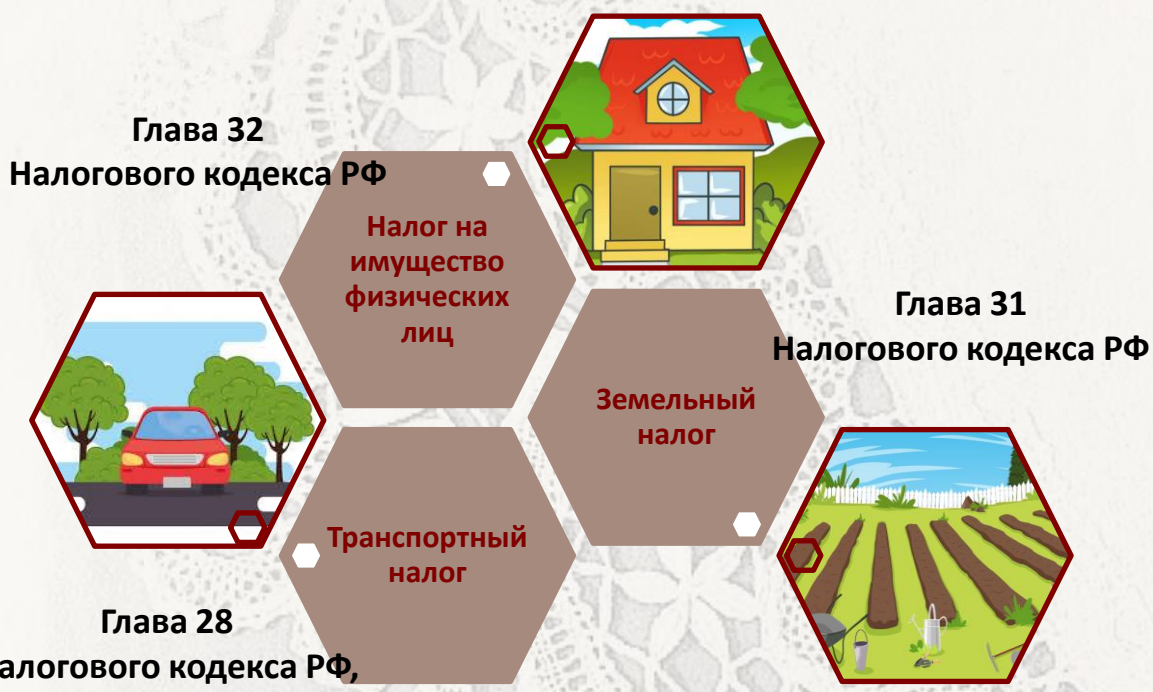 Глава 32
Налогового кодекса РФ
Налог на
имущество
физических
лиц
Глава 31
Налогового кодекса РФ
Земельный
налог
Транспортный
налог
Глава 28
алогового кодекса РФ,